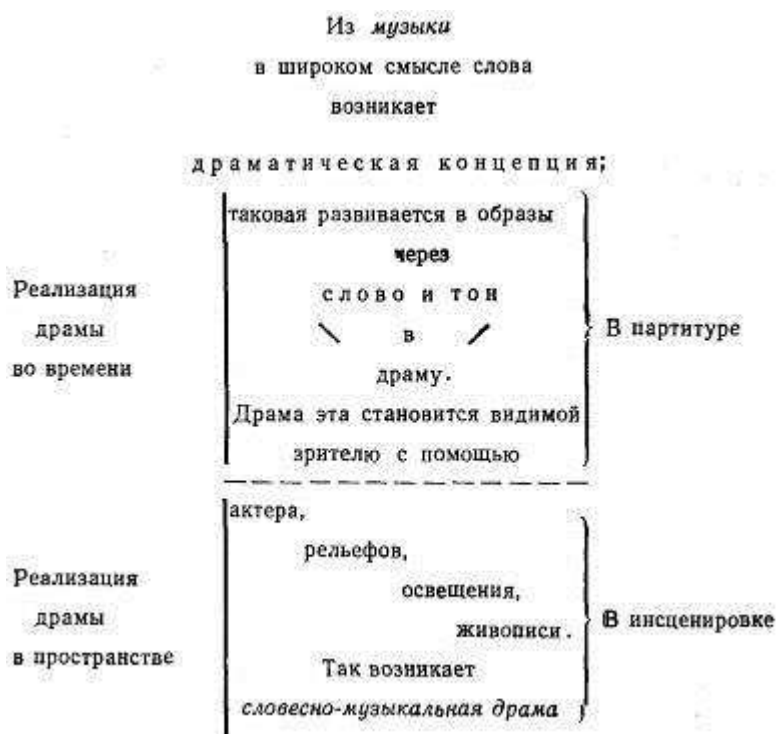 Из музыки
в широком смысле слова
возникает
драматическая концепция;
таковая развивается в образы
через
слово и тон
в
драму.
Драма эта становится видимой
зрителю с помощью
Реализация
драмы
во времени
В партитуре
актера,
рельефов,
освещения,
живописи.
Так возникает
словесно-музыкальная драма
Реализация
драмы
в пространстве
В инсценировке